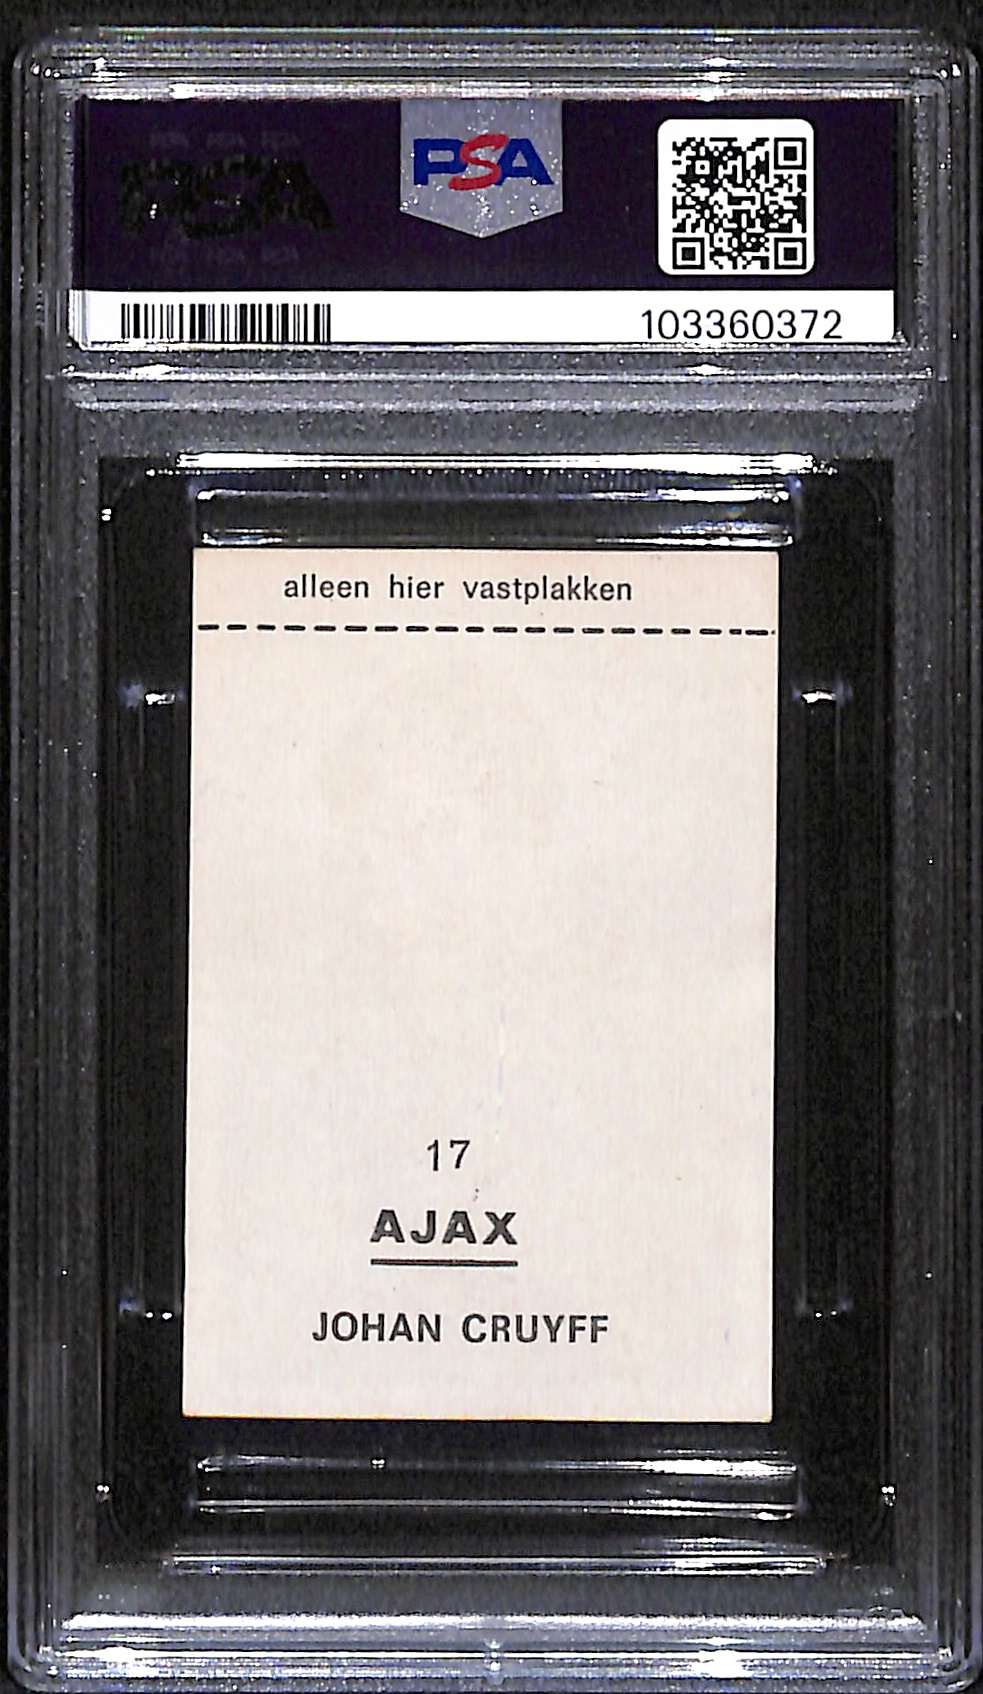 PSA
103360372
alleen hier vastplakken
17
AJAX
JOHAN CRUYFF